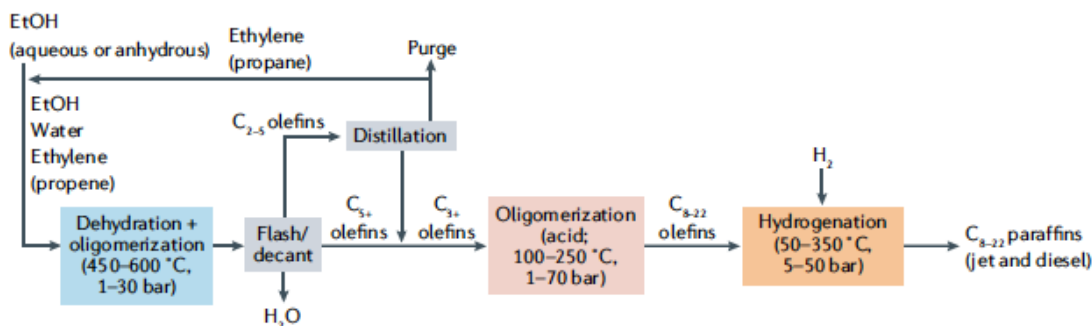 EtOH
(aqueous or anhydrous)
Ethylene
(propane)
Purge
EtOH
Water
Ethylene
(propene)
C₂₋₅ olefins
Distillation
H₂
Dehydration +
oligomerization
(450–600 °C,
1–30 bar)
Flash/
decant
C₅₊
olefins
C₃₊
olefins
Oligomerization
(acid;
100–250 °C,
1–70 bar)
C₈₋₂₂
olefins
Hydrogenation
(50–350 °C,
5–50 bar)
C₈₋₂₂ paraffins
(jet and diesel)
H₂O